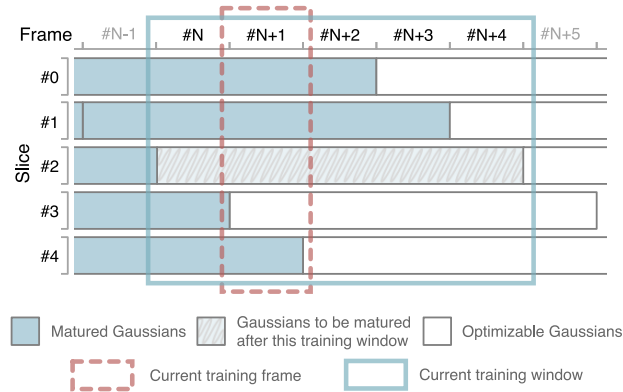 Frame #N-1 #N #N+1 #N+2 #N+3 #N+4 #N+5
Slice
#0
#1
#2
#3
#4
Matured Gaussians
Gaussians to be matured
after this training window
Optimizable Gaussians
Current training frame
Current training window